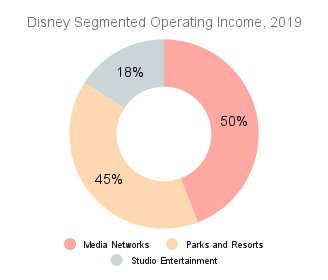 Disney Segmented Operating Income, 2019
18%
50%
45%
Media Networks Parks and Resorts
Studio Entertainment